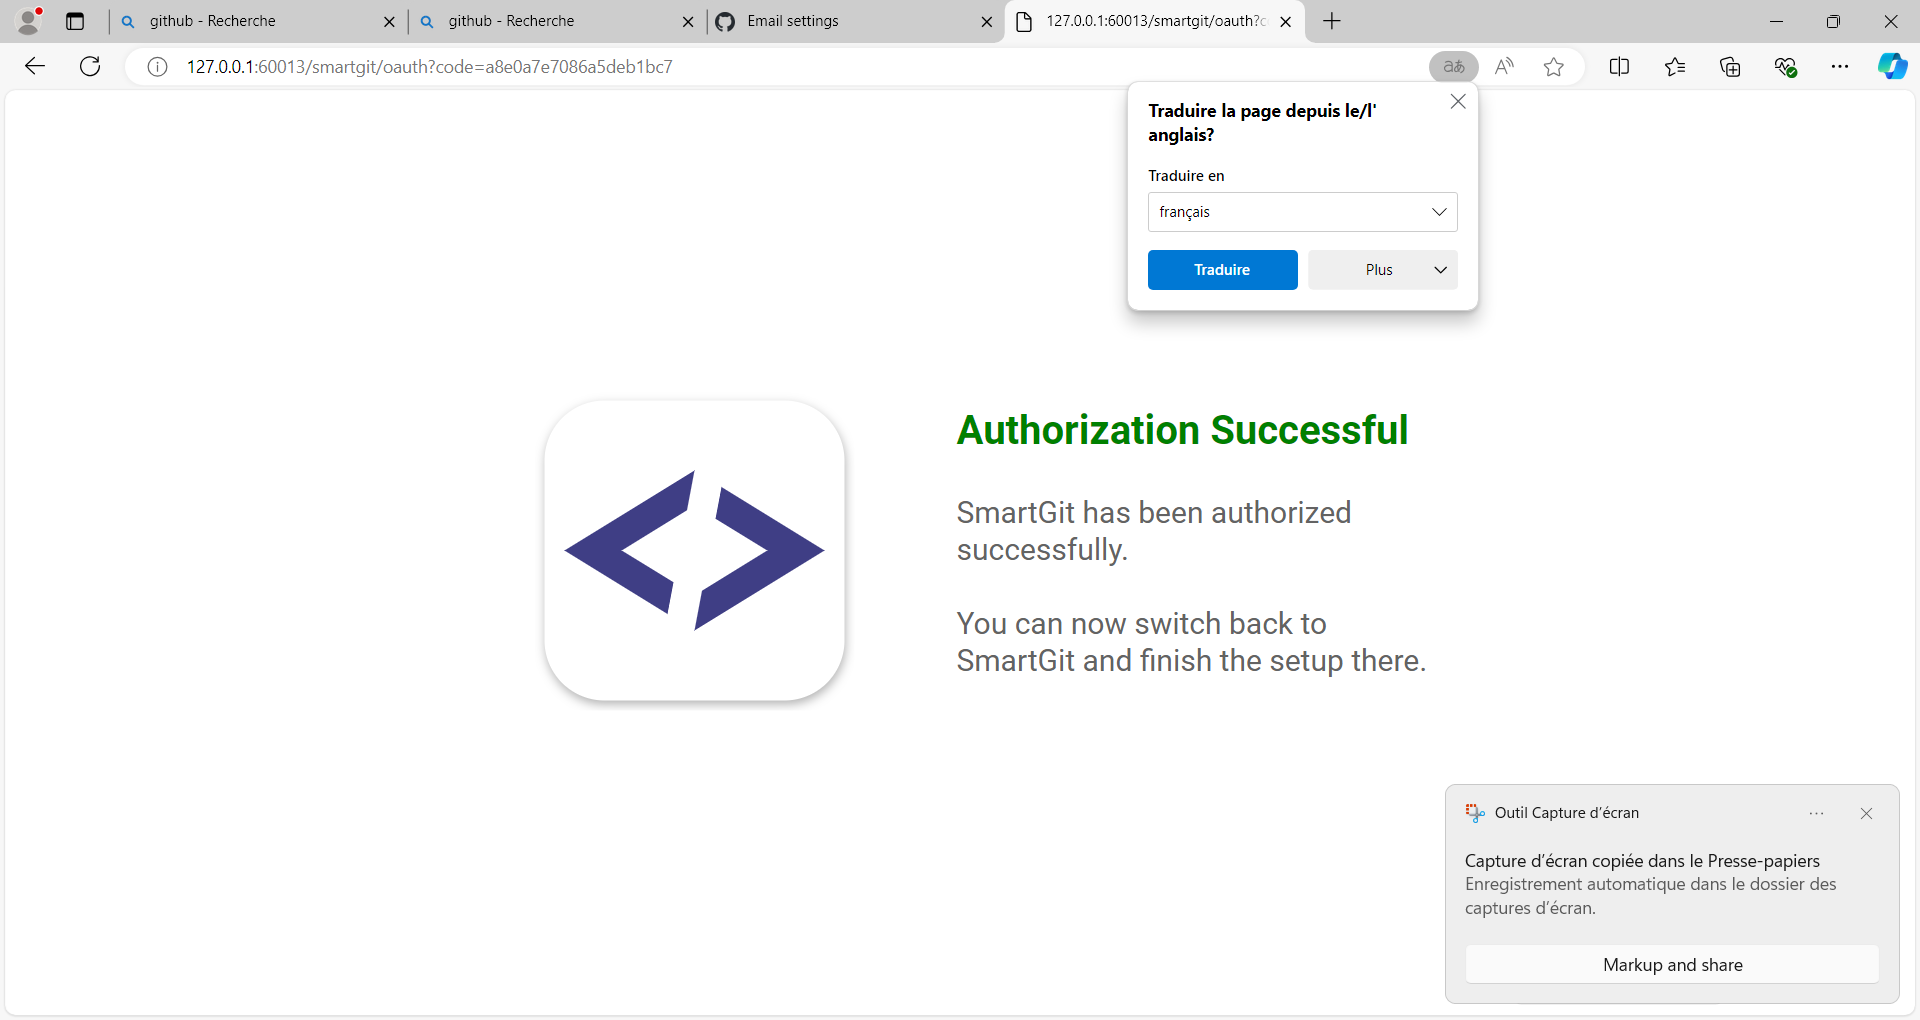 github - Recherche
github - Recherche
Email settings
127.0.0.1:60013/smartgit/oauth?c
127.0.0.1:60013/smartgit/oauth?code=a8e0a7e7086a5deb1bc7
Traduire la page depuis le/l'
anglais?
Traduire en
français
Traduire
Plus
Authorization Successful
SmartGit has been authorized
successfully.
You can now switch back to
SmartGit and finish the setup there.
Outil Capture d'écran
Capture d'écran copiée dans le Presse-papiers
Enregistrement automatique dans le dossier des
captures d'écran.
Markup and share